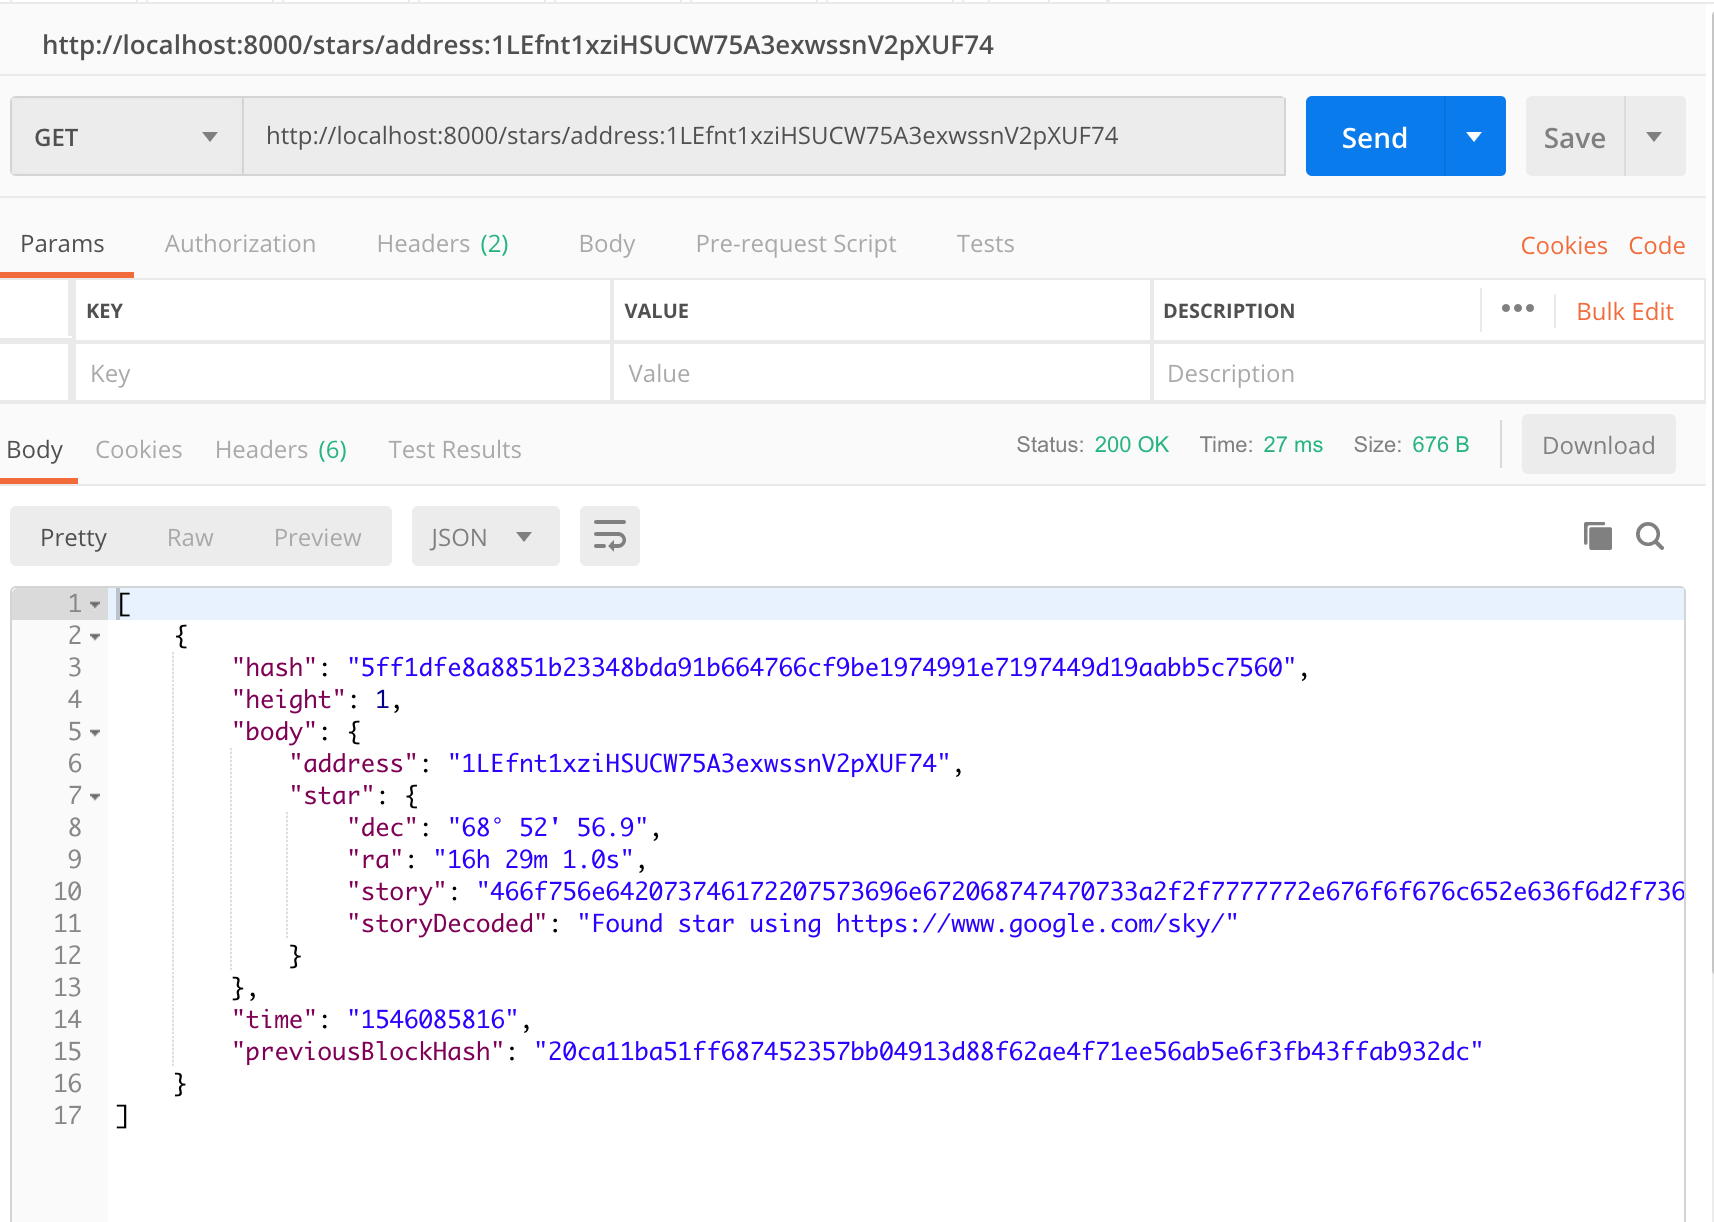 http://localhost:8000/stars/address:1LEfnt1xziHSUCW75A3exwssnV2pXUF74
GET http://localhost:8000/stars/address:1LEfnt1xziHSUCW75A3exwssnV2pXUF74 Send Save
Params Authorization Headers (2) Body Pre-request Script Tests Cookies Code
KEY VALUE DESCRIPTION ••• Bulk Edit
Key Value Description
Body Cookies Headers (6) Test Results Status: 200 OK Time: 27 ms Size: 676 B Download
Pretty Raw Preview JSON
1 [
2 {
3 "hash": "5ff1dfe8a8851b23348bda91b664766cf9be1974991e7197449d19aabb5c7560",
4 "height": 1,
5 "body": {
6 "address": "1LEfnt1xziHSUCW75A3exwssnV2pXUF74",
7 "star": {
8 "dec": "68° 52' 56.9",
9 "ra": "16h 29m 1.0s",
10 "story": "466f756e642073746172207573696e672068747470733a2f2f7777772e676f6f676c652e636f6d2f736
11 "storyDecoded": "Found star using https://www.google.com/sky/"
12 }
13 },
14 "time": "1546085816",
15 "previousBlockHash": "20ca11ba51ff687452357bb04913d88f62ae4f71ee56ab5e6f3fb43ffab932dc"
16 }
17 ]